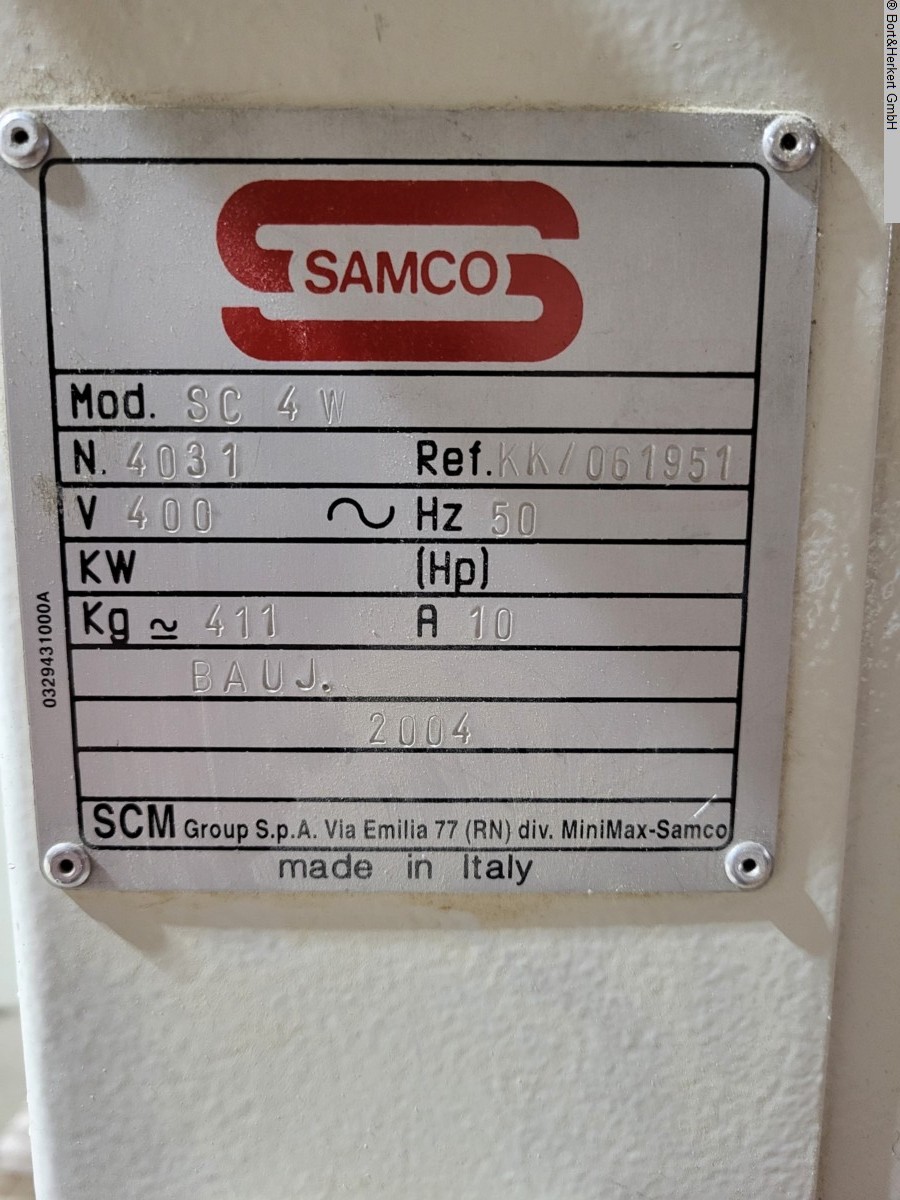 ® Bort&Herkert GmbH
SAMCO
Mod. SC 4 W
N. 4031 Ref. KK/061951
V 400 ~ Hz 50
KW (Hp)
Kg ≃ 411 A 10
BAUJ.
2004
SCM Group S.p.A. Via Emilia 77 (RN) div. MiniMax-Samco
made in Italy
0329431000A